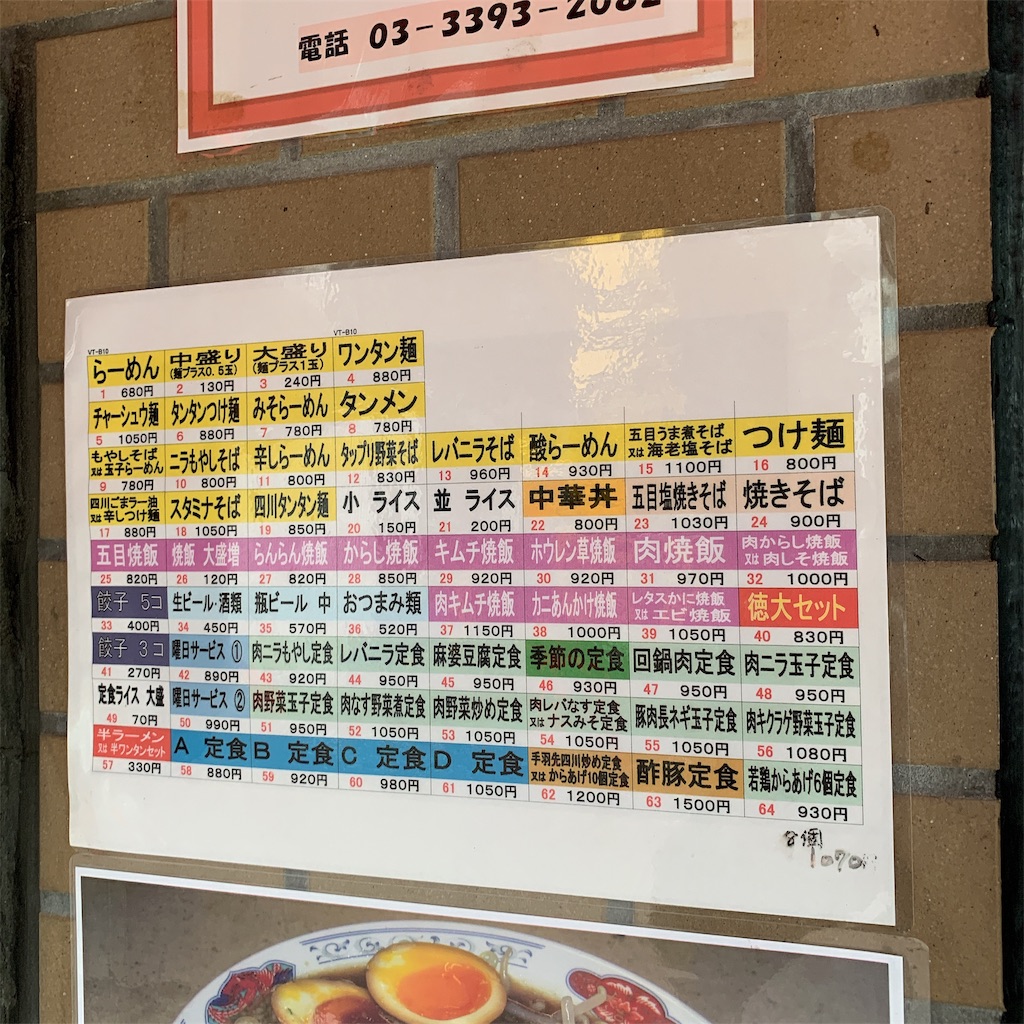 電話 03-3393-2082
VT-B10
VT-B10
らーめん 中盛り(麺プラス0.5玉) 大盛り(麺プラス1玉) ワンタン麺
1 680円 2 130円 3 240円 4 880円
チャーシュウ麺 タンタンつけ麺 みそらーめん タンメン
5 1050円 6 880円 7 780円 8 780円
もやしそば又は玉子らーめん ニラもやしそば 辛しらーめん タップリ野菜そば レバニラそば 酸らーめん 五目うま煮そば又は海老塩そば つけ麺
9 780円 10 800円 11 800円 12 830円 13 960円 14 930円 15 1100円 16 800円
四川ごまラー油又は辛しつけ麺 スタミナそば 四川タンタン麺 小 ライス 並 ライス 中華丼 五目塩焼きそば 焼きそば
17 880円 18 1050円 19 850円 20 150円 21 200円 22 800円 23 1030円 24 900円
五目焼飯 焼飯 大盛増 らんらん焼飯 からし焼飯 キムチ焼飯 ホウレン草焼飯 肉焼飯 肉からし焼飯又は肉しそ焼飯
25 820円 26 120円 27 820円 28 850円 29 920円 30 920円 31 970円 32 1000円
餃子 5コ 生ビール・酒類 瓶ビール 中 おつまみ類 肉キムチ焼飯 カニあんかけ焼飯 レタスかに焼飯又はエビ焼飯 徳大セット
33 400円 34 450円 35 570円 36 520円 37 1150円 38 1000円 39 1050円 40 830円
餃子 3コ 曜日サービス ① 肉ニラもやし定食 レバニラ定食 麻婆豆腐定食 季節の定食 回鍋肉定食 肉ニラ玉子定食
41 270円 42 890円 43 920円 44 950円 45 950円 46 930円 47 950円 48 950円
定食ライス 大盛 曜日サービス ② 肉野菜玉子定食 肉なす野菜煮定食 肉野菜炒め定食 肉レバなす定食又はナスみそ定食 豚肉長ネギ玉子定食 肉キクラゲ野菜玉子定食
49 70円 50 990円 51 950円 52 1050円 53 1050円 54 1050円 55 1050円 56 1080円
半ラーメン又は半ワンタンセット A 定食 B 定食 C 定食 D 定食 手羽先四川炒め定食又はからあげ10個定食 酢豚定食 若鶏からあげ6個定食
57 330円 58 880円 59 920円 60 980円 61 1050円 62 1200円 63 1500円 64 930円
8個